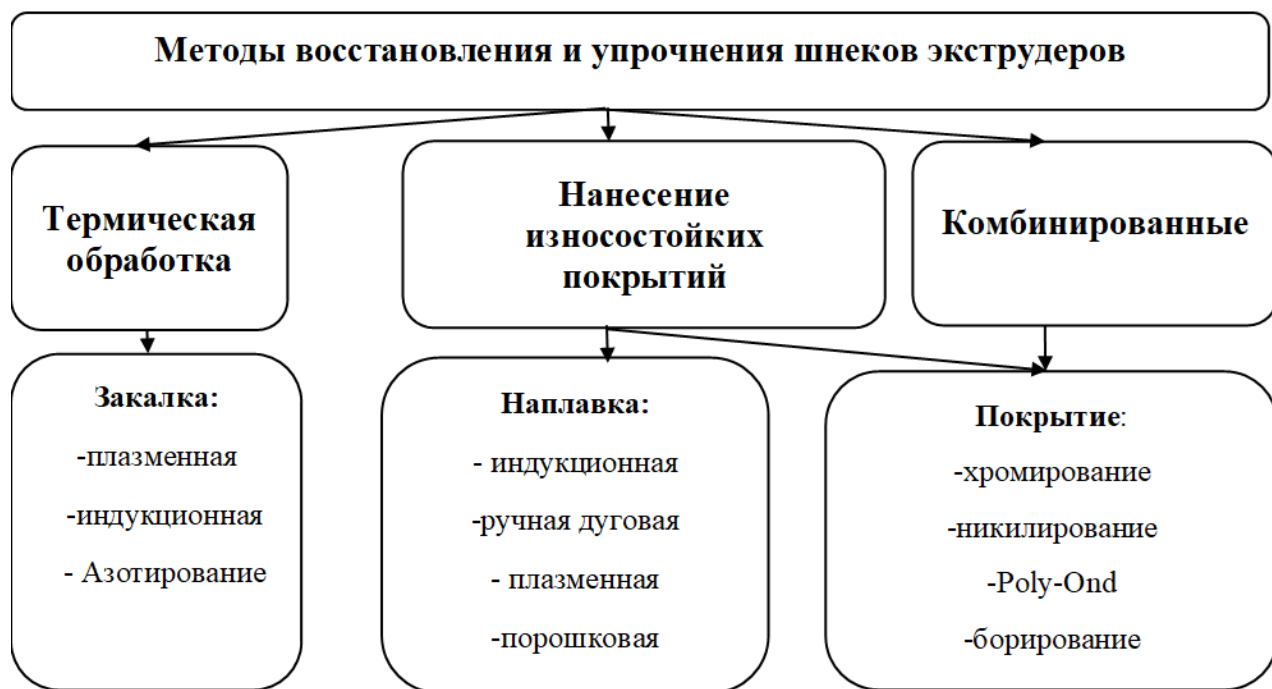 Методы восстановления и упрочнения шнеков экструдеров
Термическая
обработка
Нанесение
износостойких
покрытий
Комбинированные
Закалка:
-плазменная
-индукционная
- Азотирование
Наплавка:
- индукционная
-ручная дуговая
- плазменная
-порошковая
Покрытие:
-хромирование
-никилирование
-Poly-Ond
-борирование